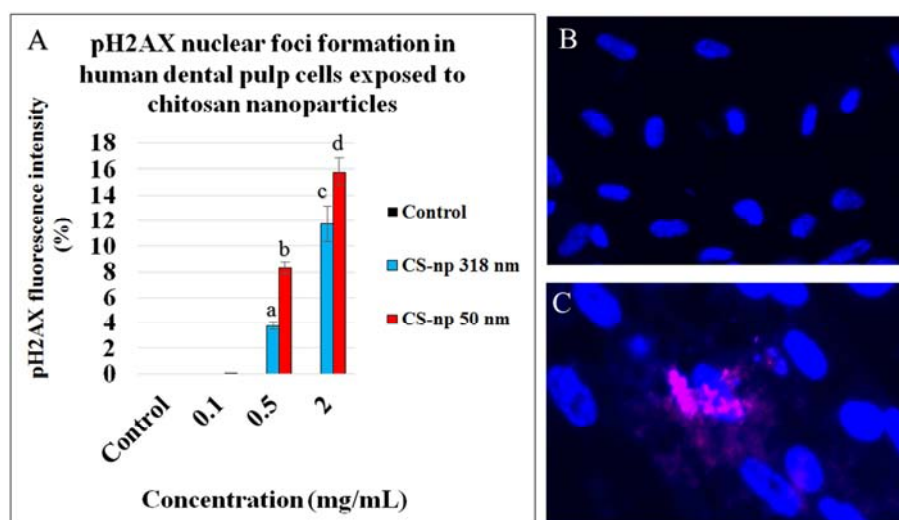 A
pH2AX nuclear foci formation in
human dental pulp cells exposed to
chitosan nanoparticles
pH2AX fluorescence intensity
(%)
18
16
14
12
10
8
6
4
2
0
a
b
c
d
Control
0.1
0.5
2
Concentration (mg/mL)
Control
CS-np 318 nm
CS-np 50 nm
B
C